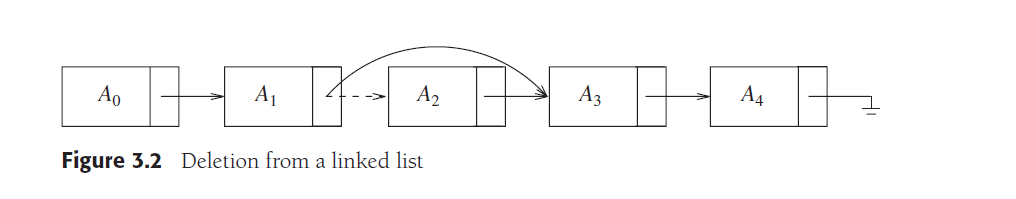 A₀ A₁ A₂ A₃ A₄
Figure 3.2 Deletion from a linked list